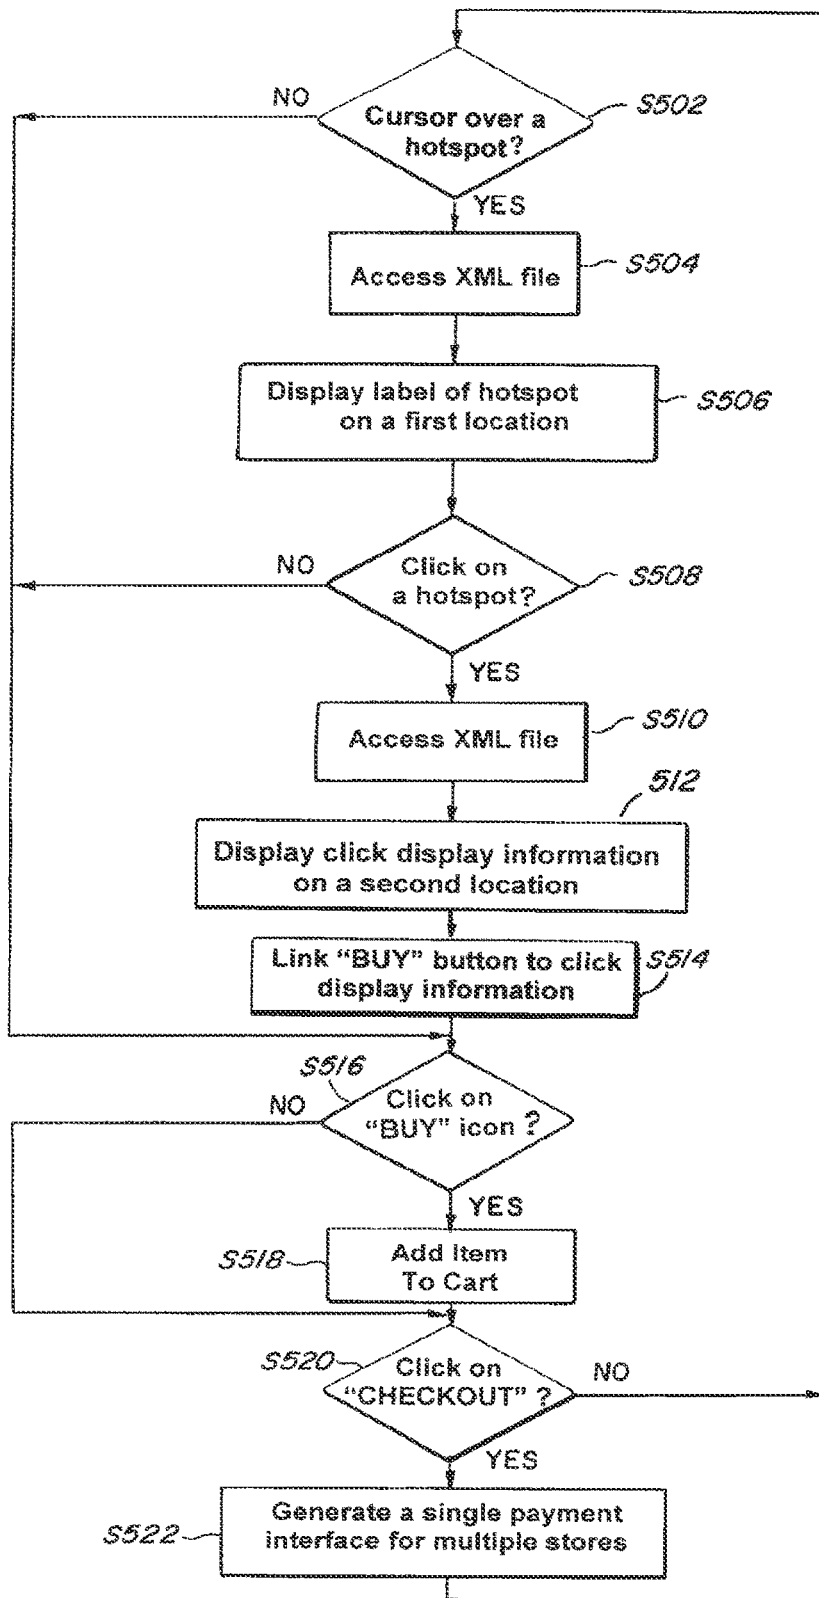 NO
Cursor over a
hotspot?
S502
YES
Access XML file
S504
Display label of hotspot
on a first location
S506
NO
Click on
a hotspot?
S508
YES
Access XML file
S510
512
Display click display information
on a second location
Link "BUY" button to click
display information
S514
S516
NO
Click on
"BUY" icon ?
YES
S518
Add Item
To Cart
S520
Click on
"CHECKOUT" ?
NO
YES
S522
Generate a single payment
interface for multiple stores